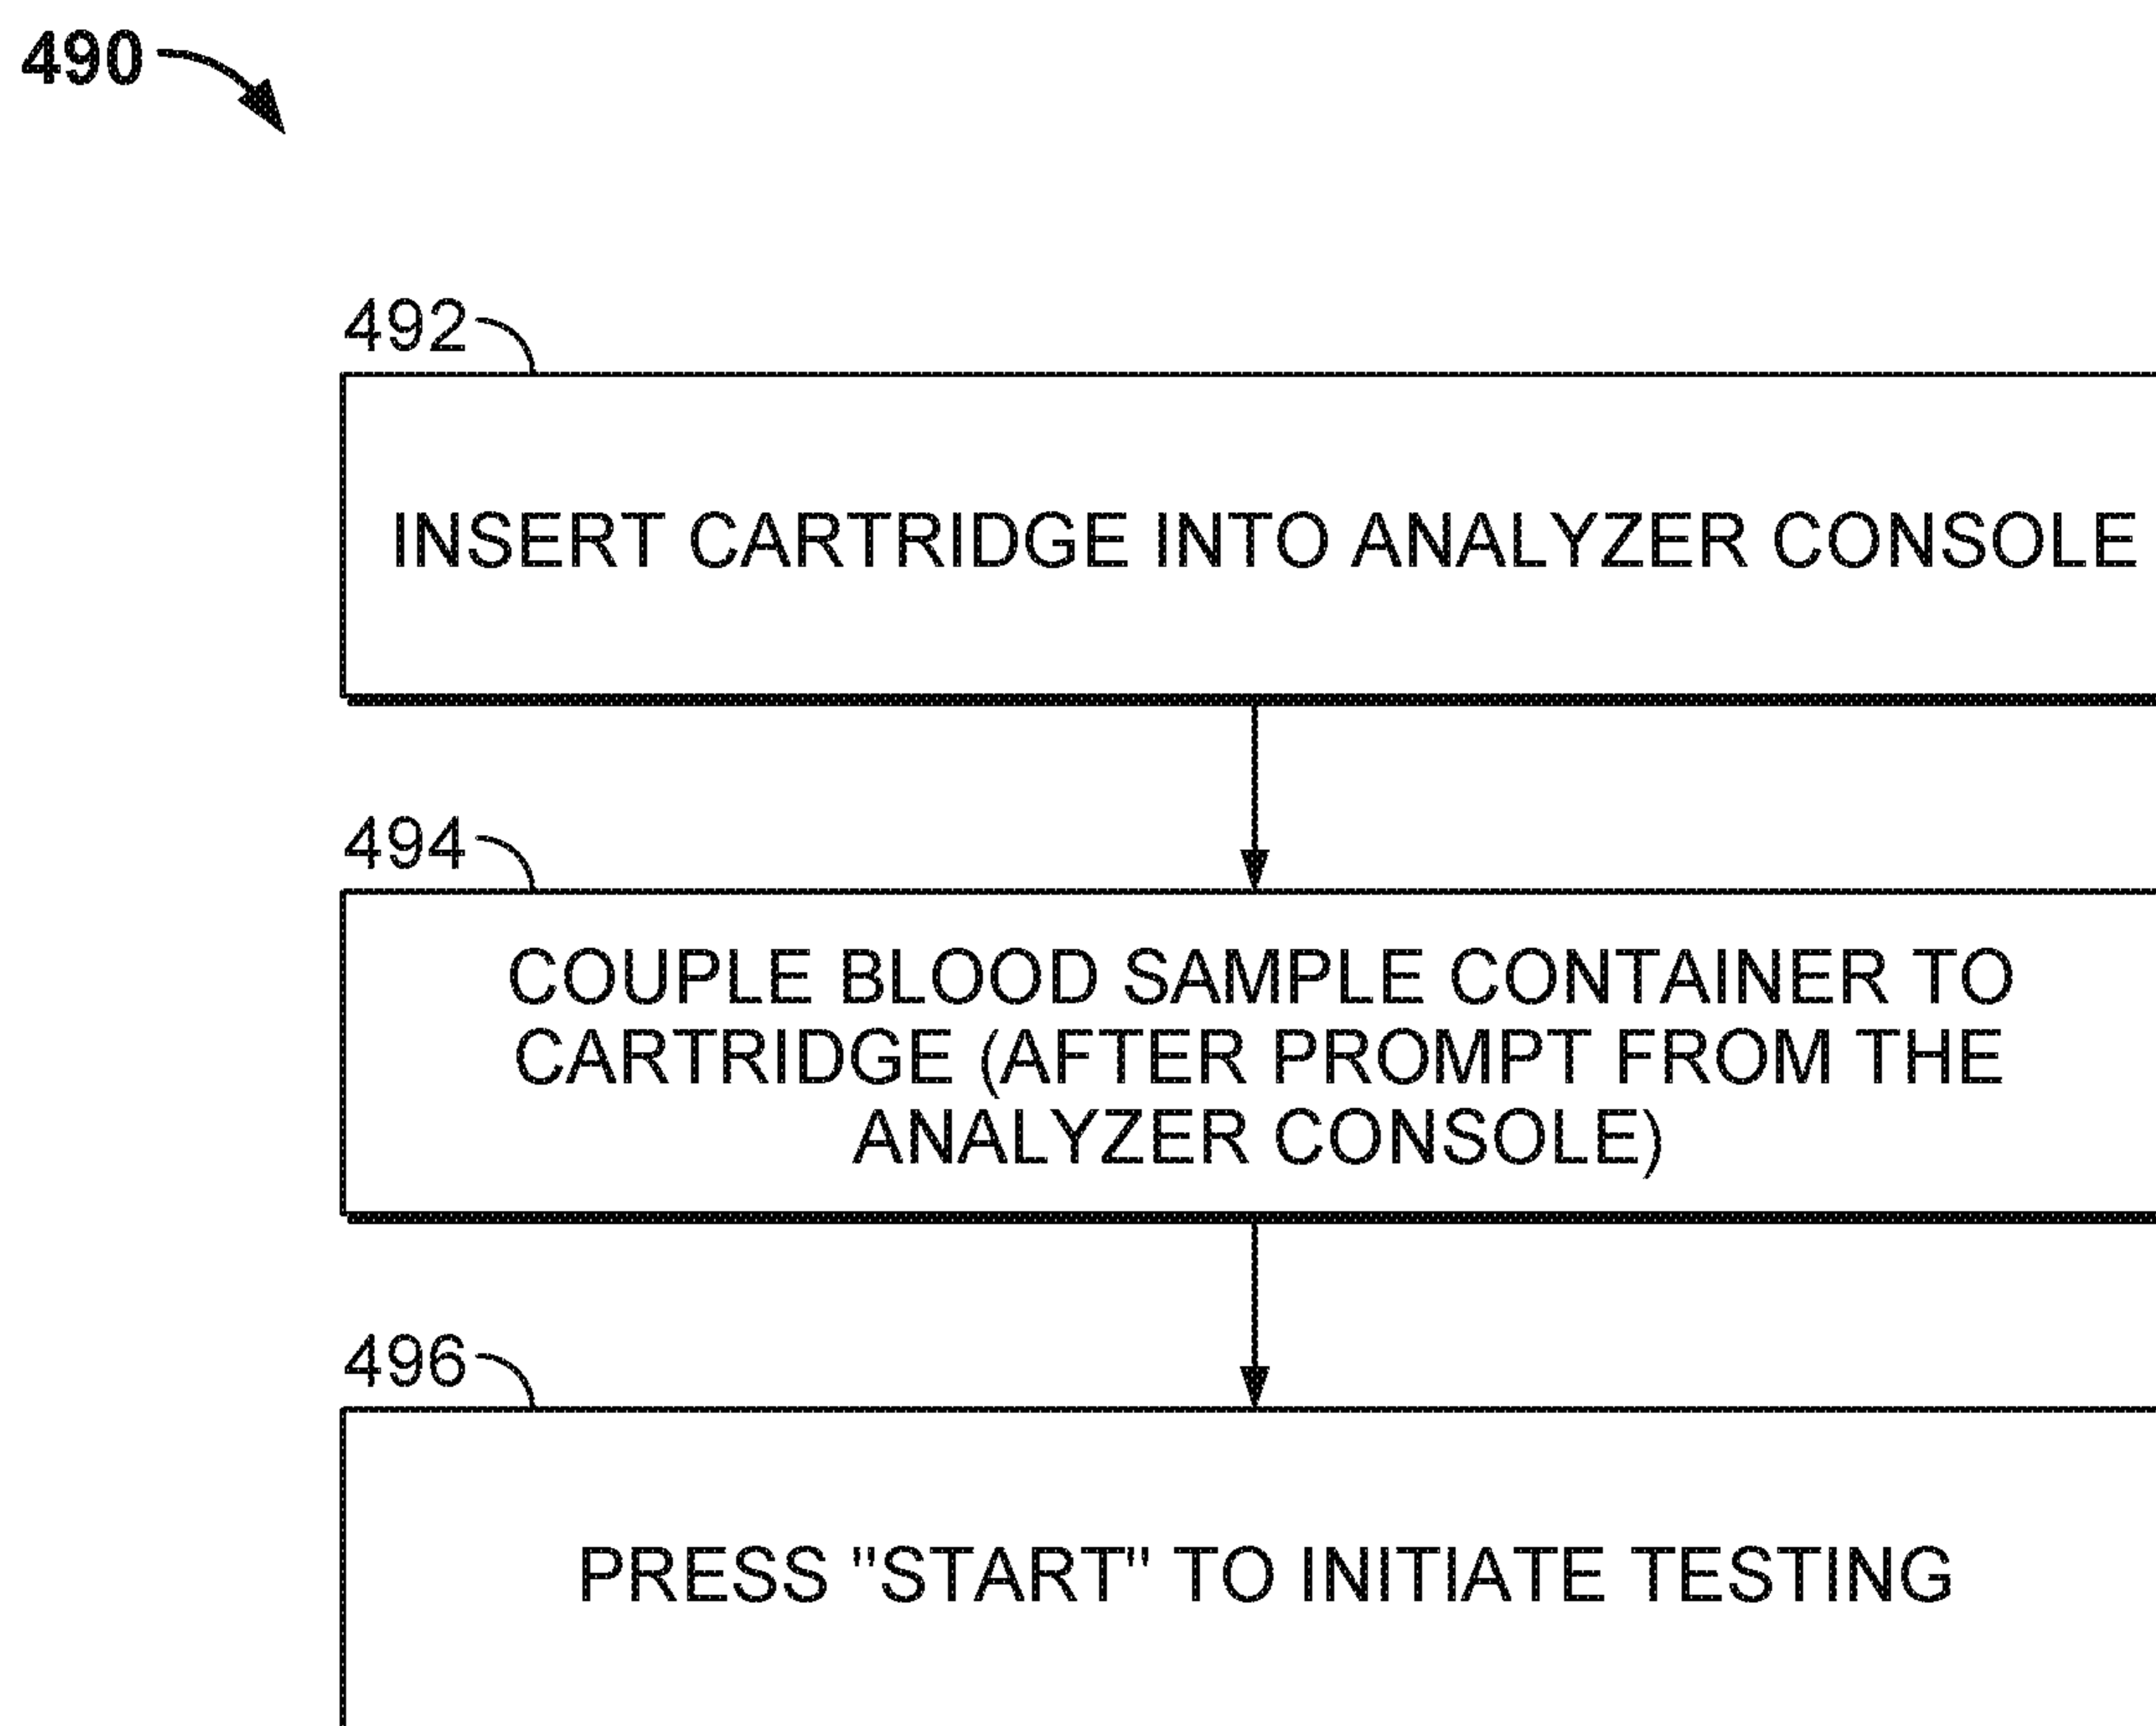 490
492
INSERT CARTRIDGE INTO ANALYZER CONSOLE
494
COUPLE BLOOD SAMPLE CONTAINER TO
CARTRIDGE (AFTER PROMPT FROM THE
ANALYZER CONSOLE)
496
PRESS "START" TO INITIATE TESTING